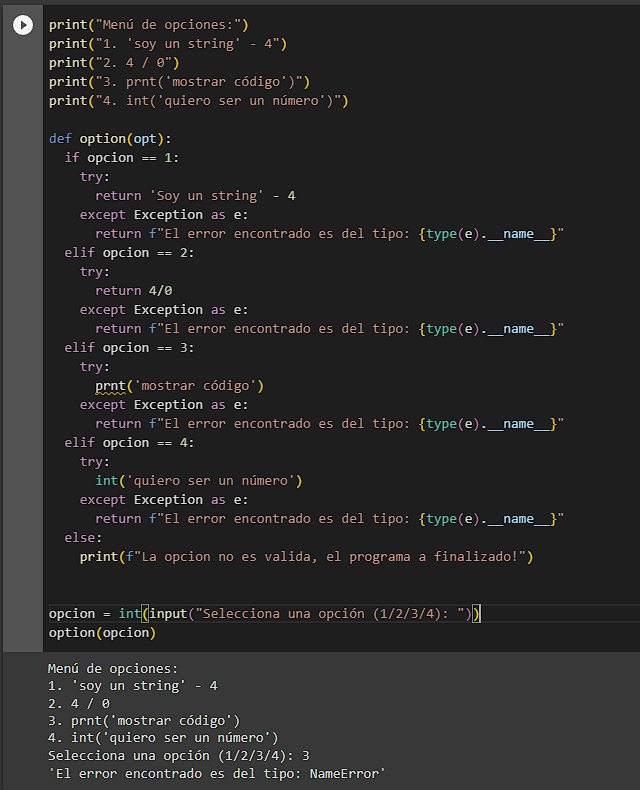 print("Menú de opciones:")
print("1. 'soy un string' - 4")
print("2. 4 / 0")
print("3. prnt('mostrar código')")
print("4. int('quiero ser un número')")

def option(opt):
  if opcion == 1:
    try:
      return 'Soy un string' - 4
    except Exception as e:
      return f"El error encontrado es del tipo: {type(e).__name__}"
  elif opcion == 2:
    try:
      return 4/0
    except Exception as e:
      return f"El error encontrado es del tipo: {type(e).__name__}"
  elif opcion == 3:
    try:
      prnt('mostrar código')
    except Exception as e:
      return f"El error encontrado es del tipo: {type(e).__name__}"
  elif opcion == 4:
    try:
      int('quiero ser un número')
    except Exception as e:
      return f"El error encontrado es del tipo: {type(e).__name__}"
  else:
    print(f"La opcion no es valida, el programa a finalizado!")

opcion = int(input("Selecciona una opción (1/2/3/4): "))
option(opcion)

Menú de opciones:
1. 'soy un string' - 4
2. 4 / 0
3. prnt('mostrar código')
4. int('quiero ser un número')
Selecciona una opción (1/2/3/4): 3
'El error encontrado es del tipo: NameError'